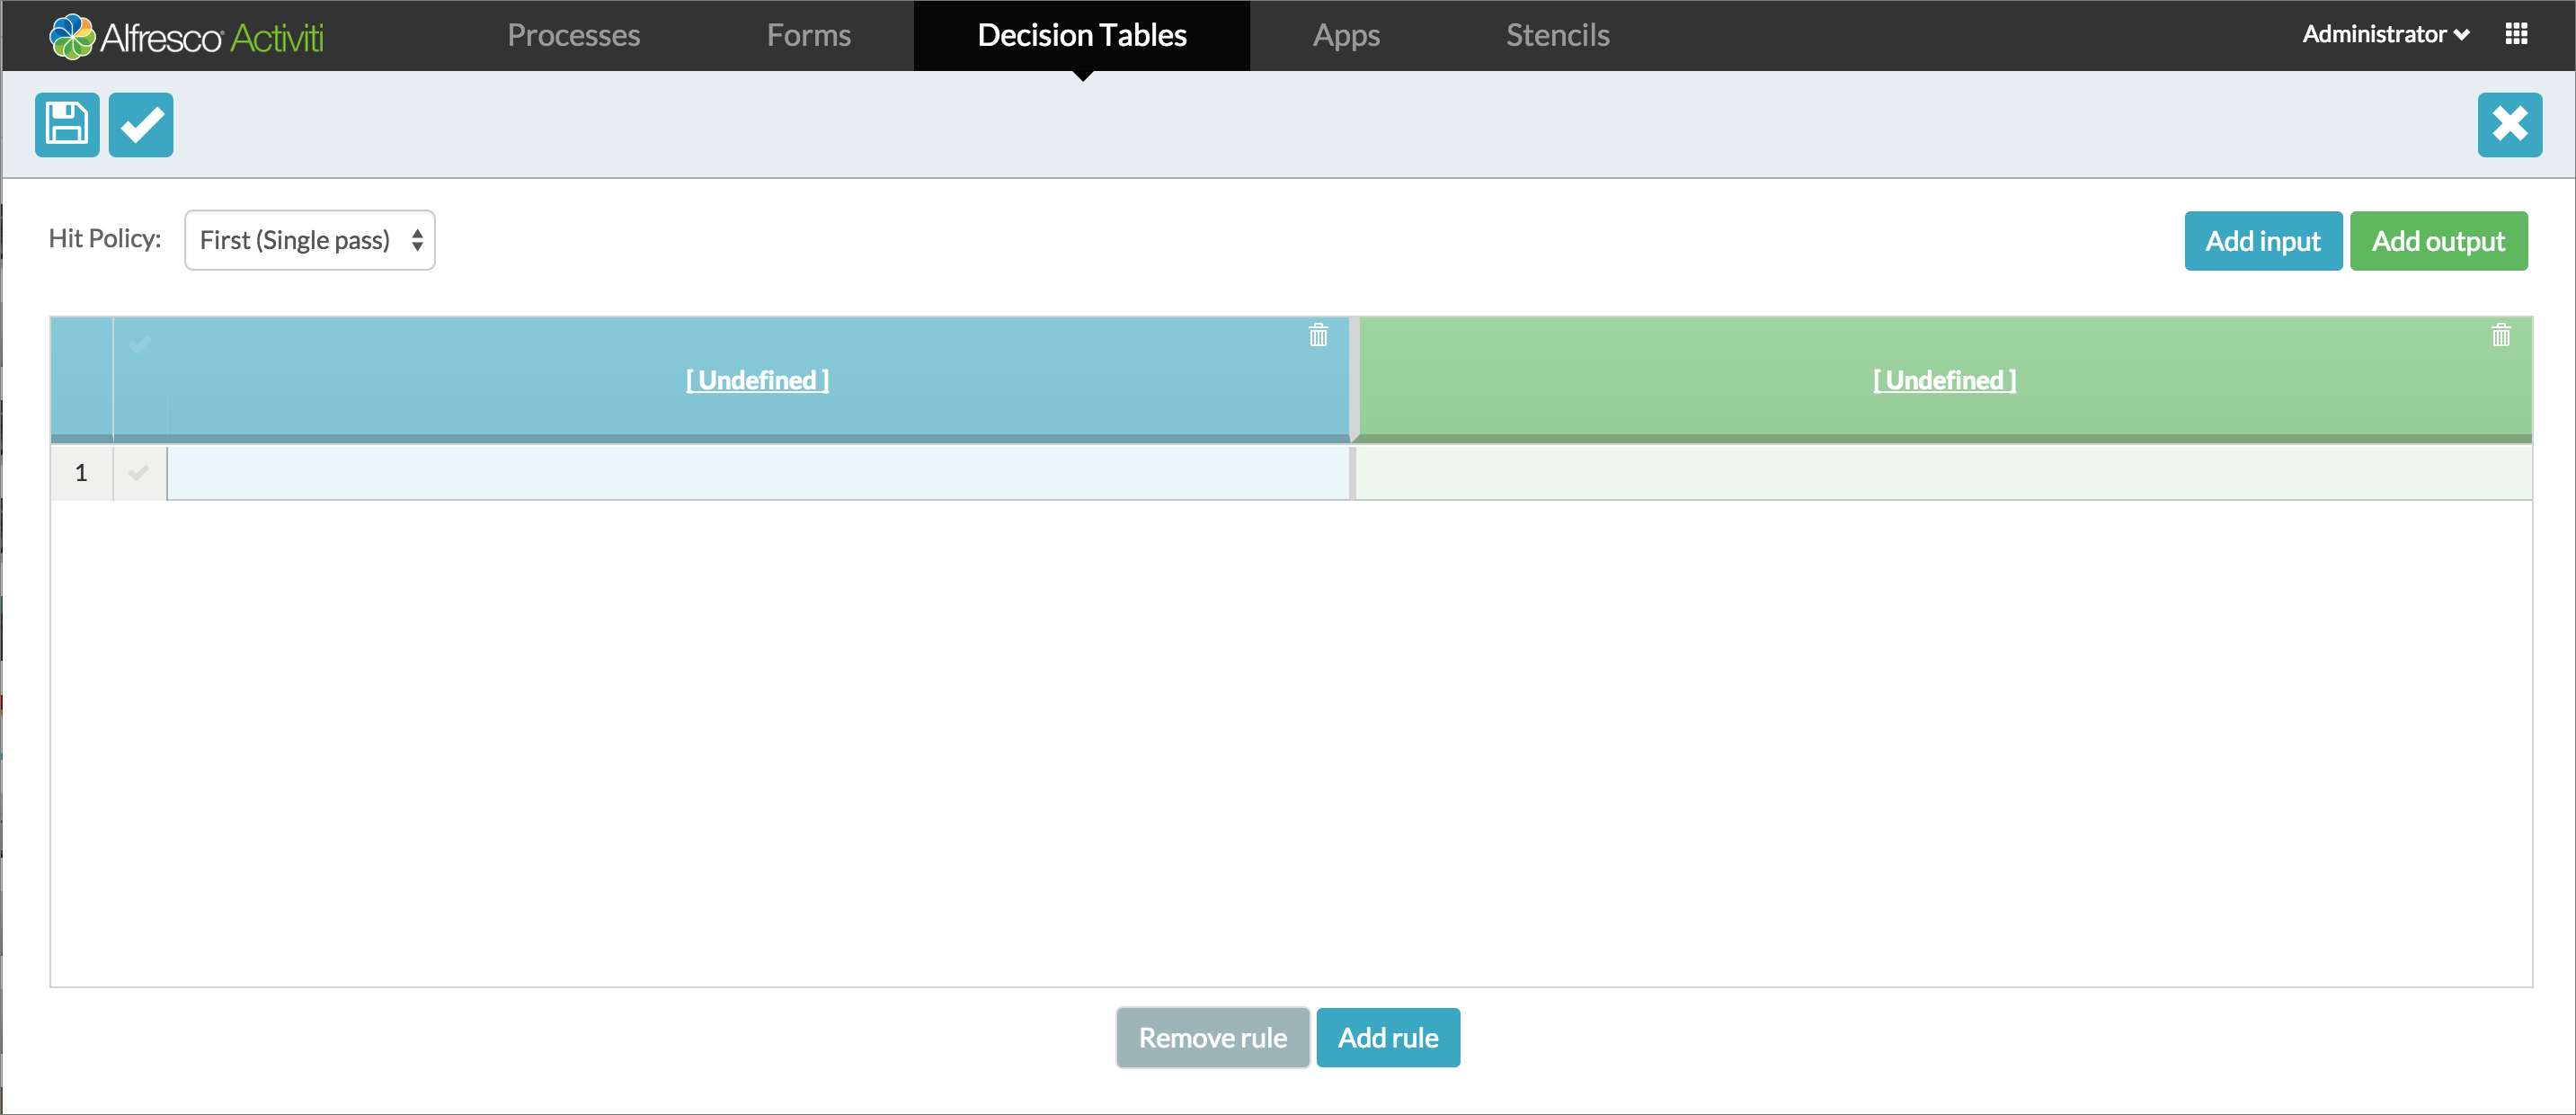 Alfresco Activiti Processes Forms Decision Tables Apps Stencils Administrator
Hit Policy: First (Single pass) Add input Add output
[ Undefined ] [ Undefined ]
1
Remove rule Add rule